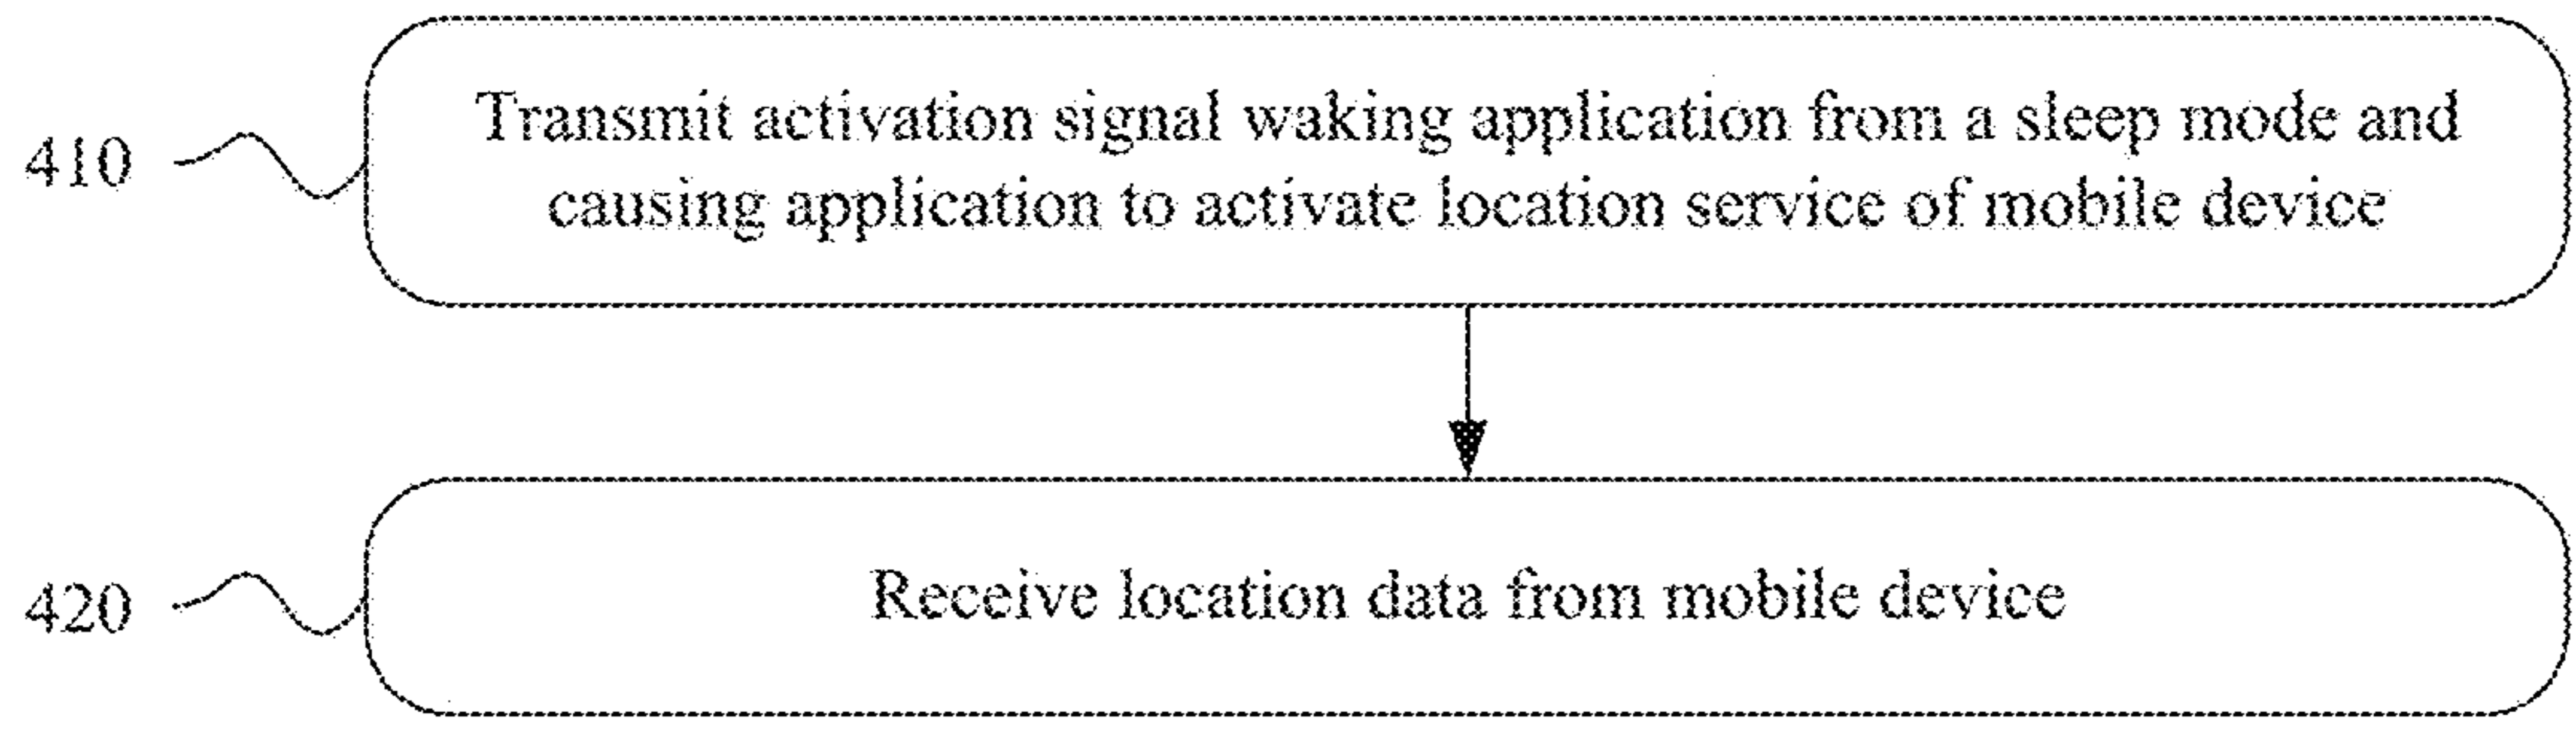 410
Transmit activation signal waking application from a sleep mode and
causing application to activate location service of mobile device
420
Receive location data from mobile device